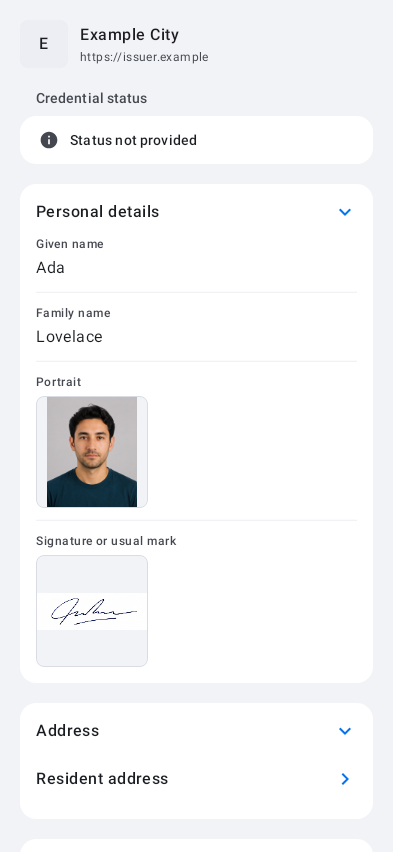 E
Example City
https://issuer.example
Credential status
Status not provided
Personal details
Given name
Ada
Family name
Lovelace
Portrait
Signature or usual mark
Address
Resident address